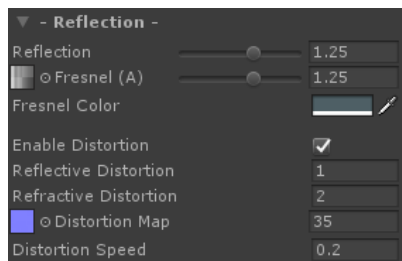 - Reflection -
Reflection 1.25
Fresnel (A) 1.25
Fresnel Color
Enable Distortion
Reflective Distortion 1
Refractive Distortion 2
Distortion Map 35
Distortion Speed 0.2